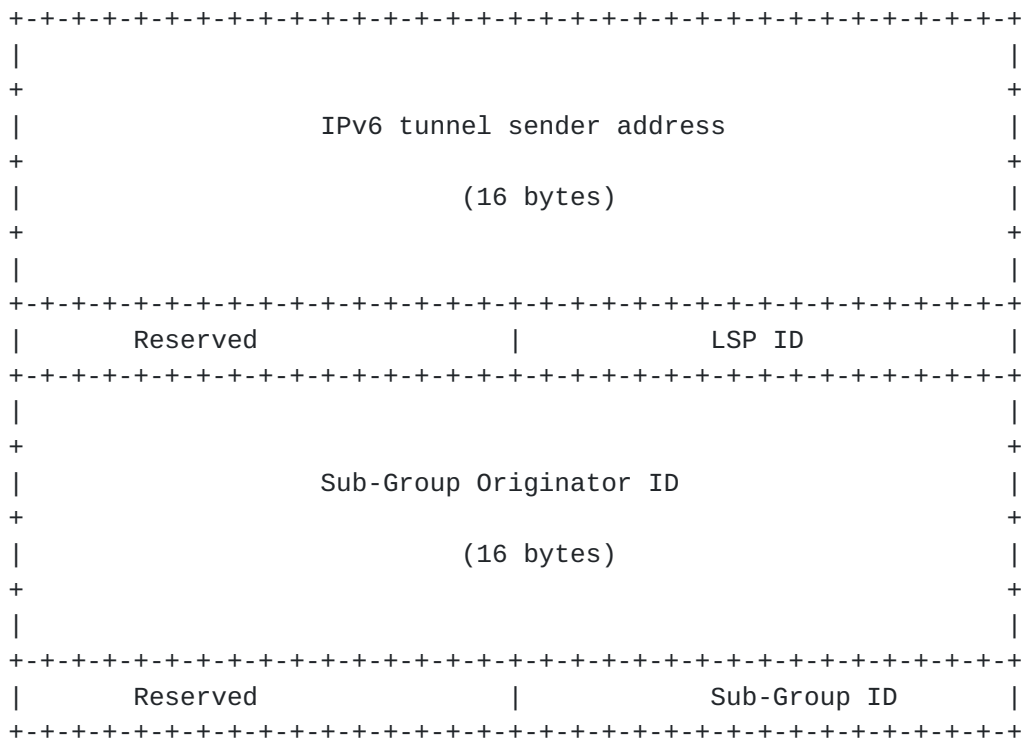 +-+-+-+-+-+-+-+-+-+-+-+-+-+-+-+-+-+-+-+-+-+-+-+-+-+-+-+-+-+-+-+-+
|                                                               |
+                                                               +
|                   IPv6 tunnel sender address                  |
+                                                               +
|                            (16 bytes)                         |
+                                                               +
|                                                               |
+-+-+-+-+-+-+-+-+-+-+-+-+-+-+-+-+-+-+-+-+-+-+-+-+-+-+-+-+-+-+-+-+
|       Reserved                |            LSP ID             |
+-+-+-+-+-+-+-+-+-+-+-+-+-+-+-+-+-+-+-+-+-+-+-+-+-+-+-+-+-+-+-+-+
|                                                               |
+                                                               +
|                   Sub-Group Originator ID                     |
+                                                               +
|                            (16 bytes)                         |
+                                                               +
|                                                               |
+-+-+-+-+-+-+-+-+-+-+-+-+-+-+-+-+-+-+-+-+-+-+-+-+-+-+-+-+-+-+-+-+
|       Reserved                |            Sub-Group ID       |
+-+-+-+-+-+-+-+-+-+-+-+-+-+-+-+-+-+-+-+-+-+-+-+-+-+-+-+-+-+-+-+-+